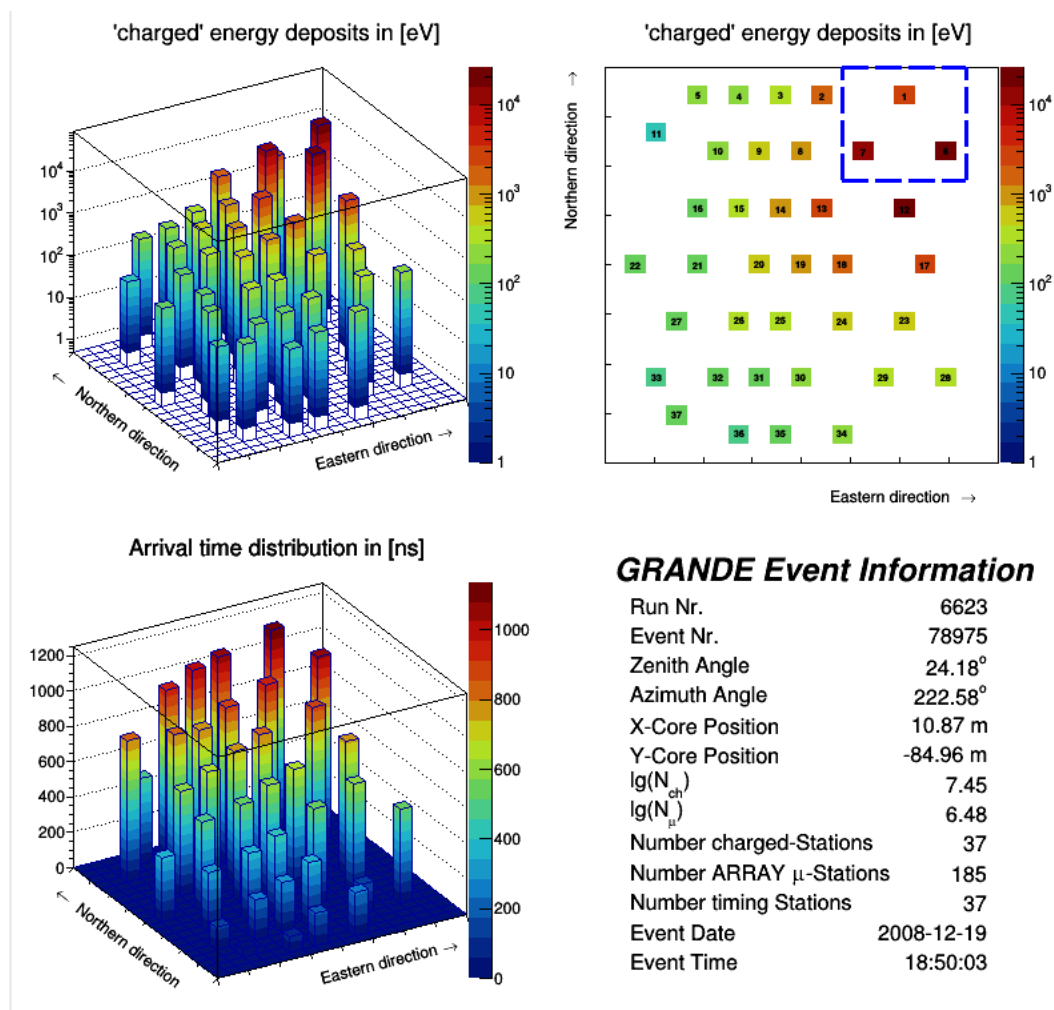 'charged' energy deposits in [eV]
10⁴
10³
10²
10
1
10⁴
10³
10²
10
1
← Northern direction
Eastern direction →
'charged' energy deposits in [eV]
Northern direction →
5 4 3 2 1
11
10 9 8 7
16 15 14 13 12
22 21 20 19 18 17
27 26 25 24 23
33 32 31 30 29 28
37
36 35 34
10⁴
10³
10²
10
1
Eastern direction →
Arrival time distribution in [ns]
1200
1000
800
600
400
200
0
1000
800
600
400
200
0
← Northern direction
Eastern direction →
GRANDE Event Information
Run Nr. 6623
Event Nr. 78975
Zenith Angle 24.18°
Azimuth Angle 222.58°
X-Core Position 10.87 m
Y-Core Position -84.96 m
lg(N_ch) 7.45
lg(N_μ) 6.48
Number charged-Stations 37
Number ARRAY μ-Stations 185
Number timing Stations 37
Event Date 2008-12-19
Event Time 18:50:03